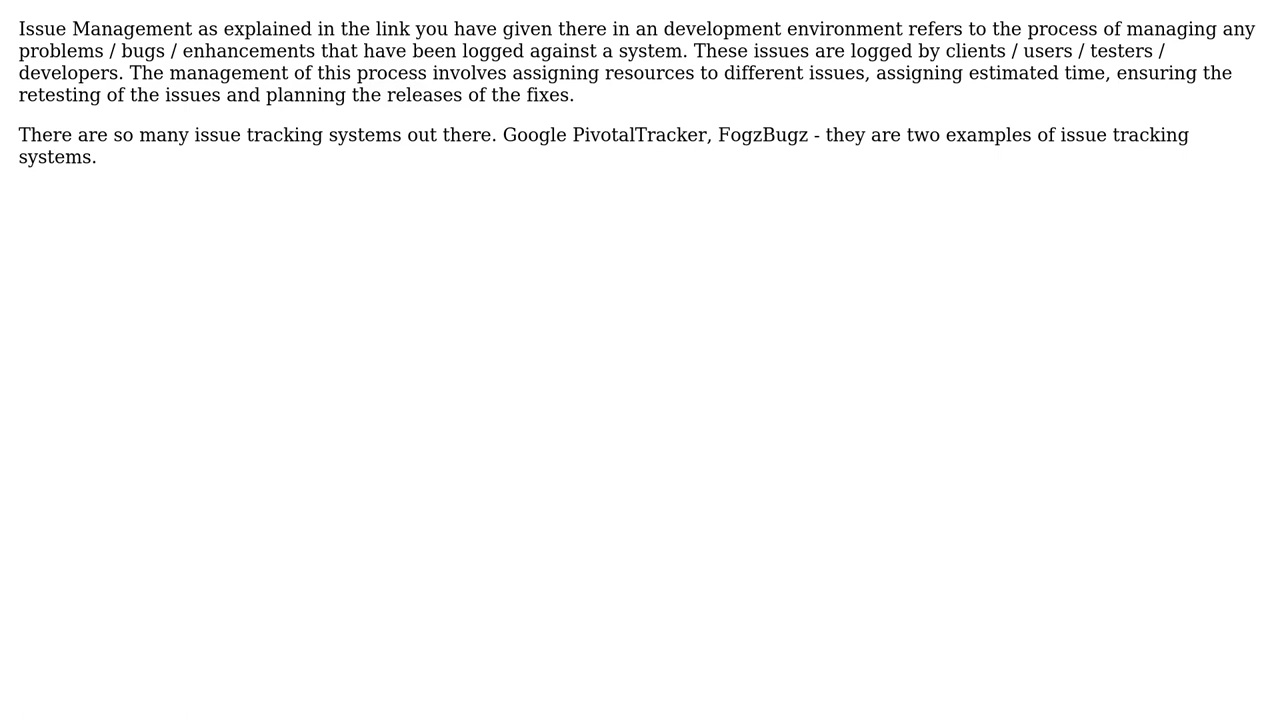 Issue Management as explained in the link you have given there in an development environment refers to the process of managing any
problems / bugs / enhancements that have been logged against a system. These issues are logged by clients / users / testers /
developers. The management of this process involves assigning resources to different issues, assigning estimated time, ensuring the
retesting of the issues and planning the releases of the fixes.
There are so many issue tracking systems out there. Google PivotalTracker, FogzBugz - they are two examples of issue tracking
systems.